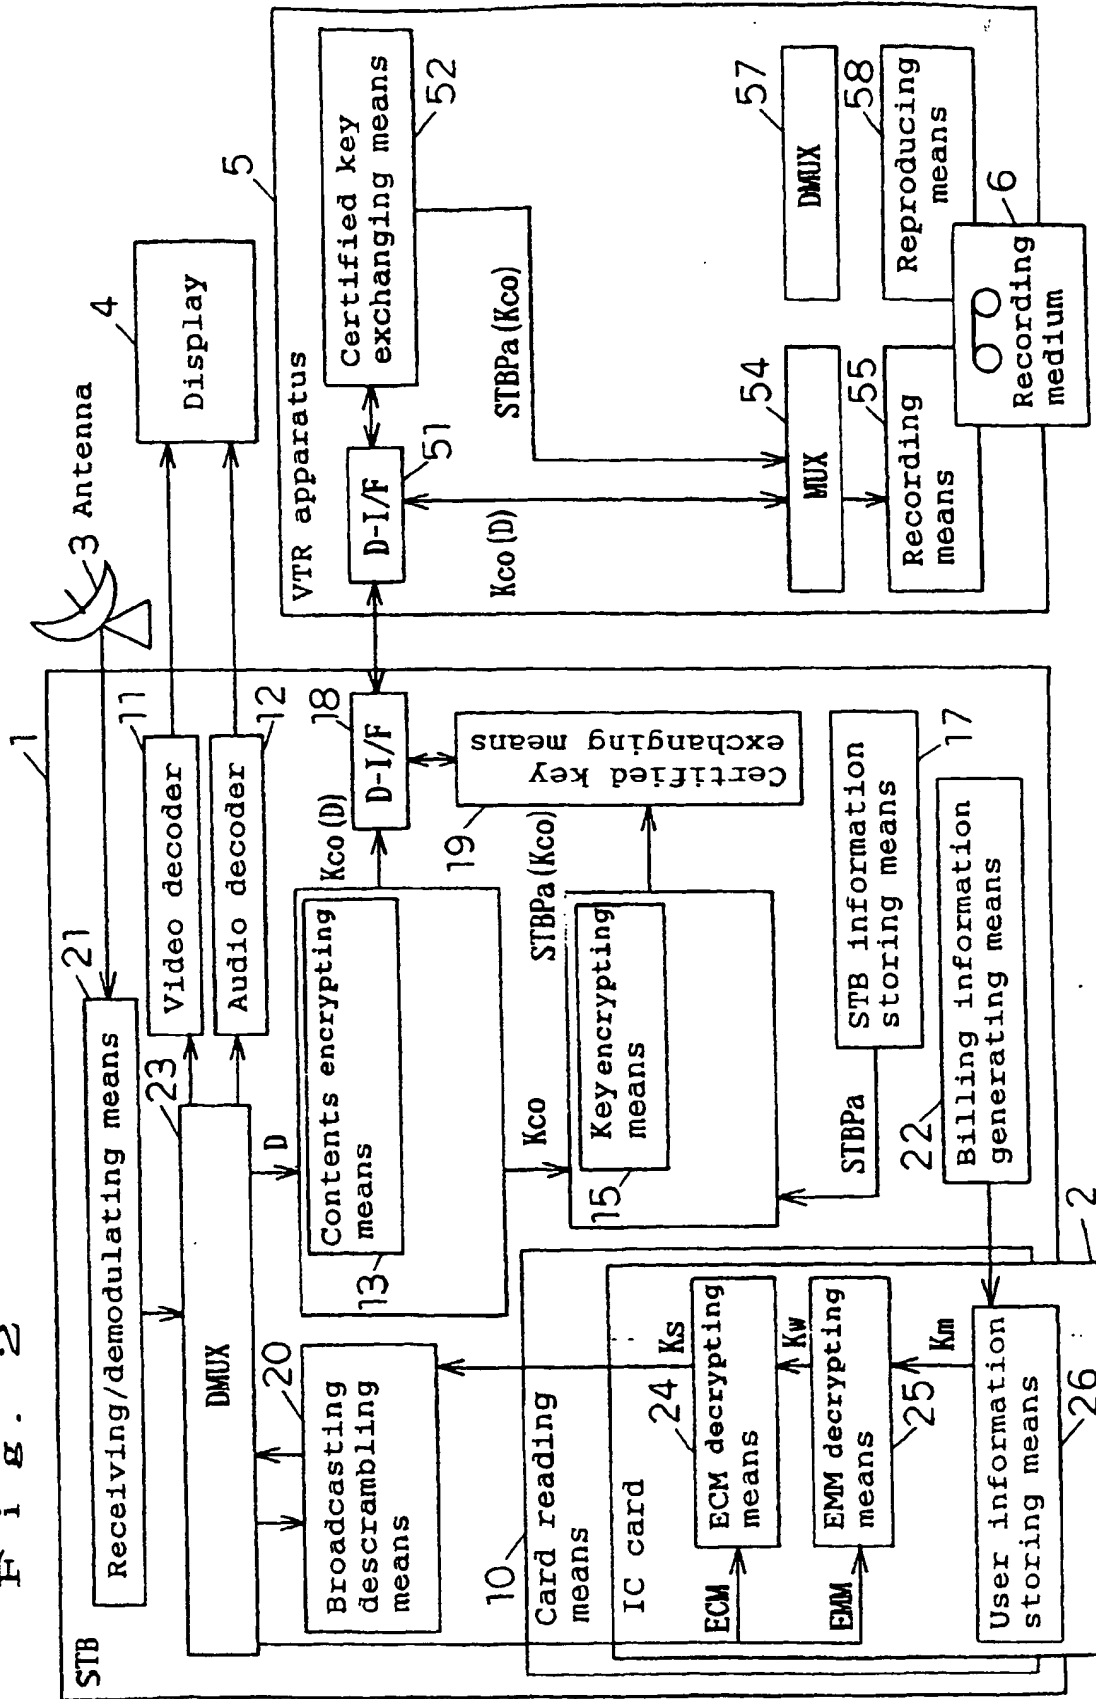 Fig. 2
STB
1
Receiving/demodulating means
21
3 Antenna
4
Display
DMUX
23
Video decoder
11
Audio decoder
12
Broadcasting
descrambling
means
20
D
Contents encrypting
means
13
Kco(D)
D-I/F
18
Kco
Key encrypting
means
15
STBPa(Kco)
19
Certified key
exchanging means
STBPa
STB information
storing means
17
22
Billing information
generating means
10
Card reading
means
IC card
2
ECM
ECM decrypting
means
24
Ks
Kw
EMM
EMM decrypting
means
25
Km
User information
storing means
26
5
VTR apparatus
D-I/F
51
Certified key
exchanging means
52
STBPa(Kco)
Kco(D)
MUX
54
DMUX
57
Recording
means
55
Reproducing
means
58
Recording
medium
6